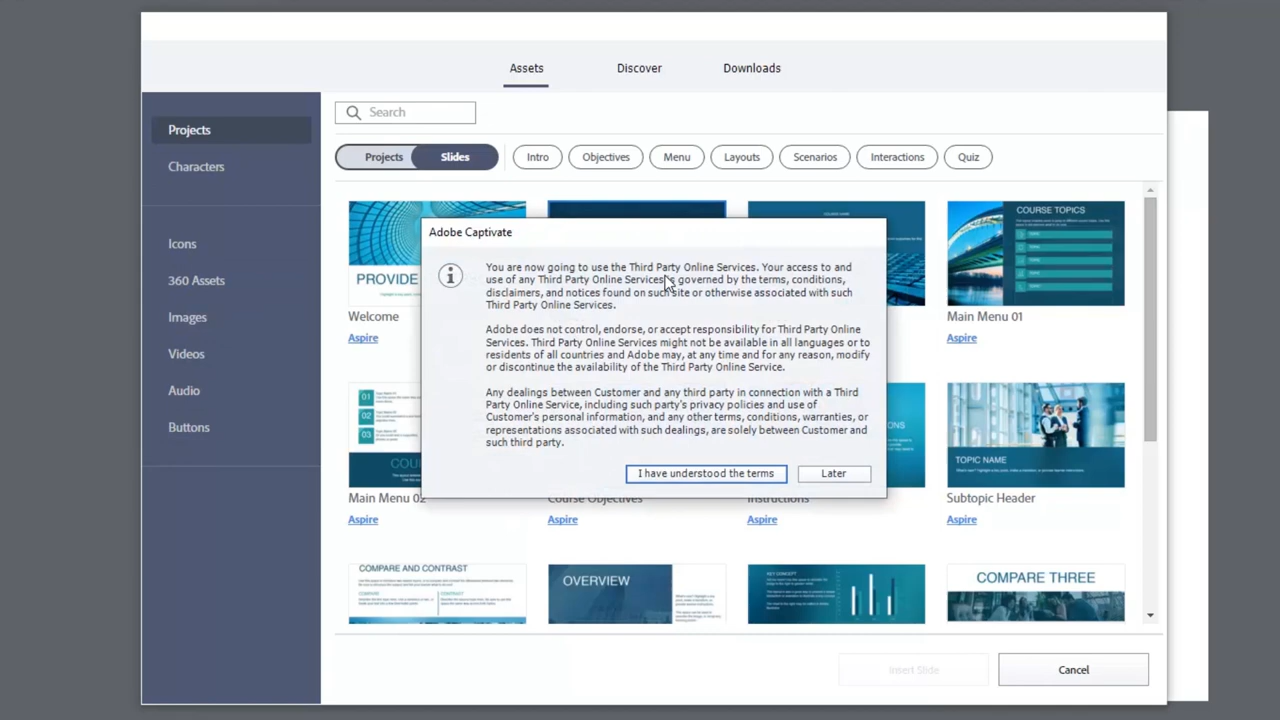 Assets
Discover
Downloads
Projects
Characters
Icons
360 Assets
Images
Videos
Audio
Buttons
Search
Projects
Slides
Intro
Objectives
Menu
Layouts
Scenarios
Interactions
Quiz
Adobe Captivate
You are now going to use the Third Party Online Services. Your access to and
use of any Third Party Online Services is governed by the terms, conditions,
disclaimers, and notices found on such site or otherwise associated with such
Third Party Online Services.
Adobe does not control, endorse, or accept responsibility for Third Party Online
Services. Third Party Online Services might not be available in all languages or to
residents of all countries and Adobe may, at any time and for any reason, modify
or discontinue the availability of the Third Party Online Service.
Any dealings between Customer and any third party in connection with a Third
Party Online Service, including such party's privacy policies and use of
Customer's personal information, and any other terms, conditions, warranties, or
representations associated with such dealings, are solely between Customer and
such third party.
I have understood the terms
Later
PROVIDE
Welcome
Aspire
COURSE TOPICS
Main Menu 01
Aspire
01
02
03
COU
Main Menu 02
Aspire
Course Objectives
Aspire
Instructions
Aspire
TOPIC NAME
Subtopic Header
Aspire
COMPARE AND CONTRAST
OVERVIEW
KEY CONCEPT
COMPARE THREE
Insert Slide
Cancel